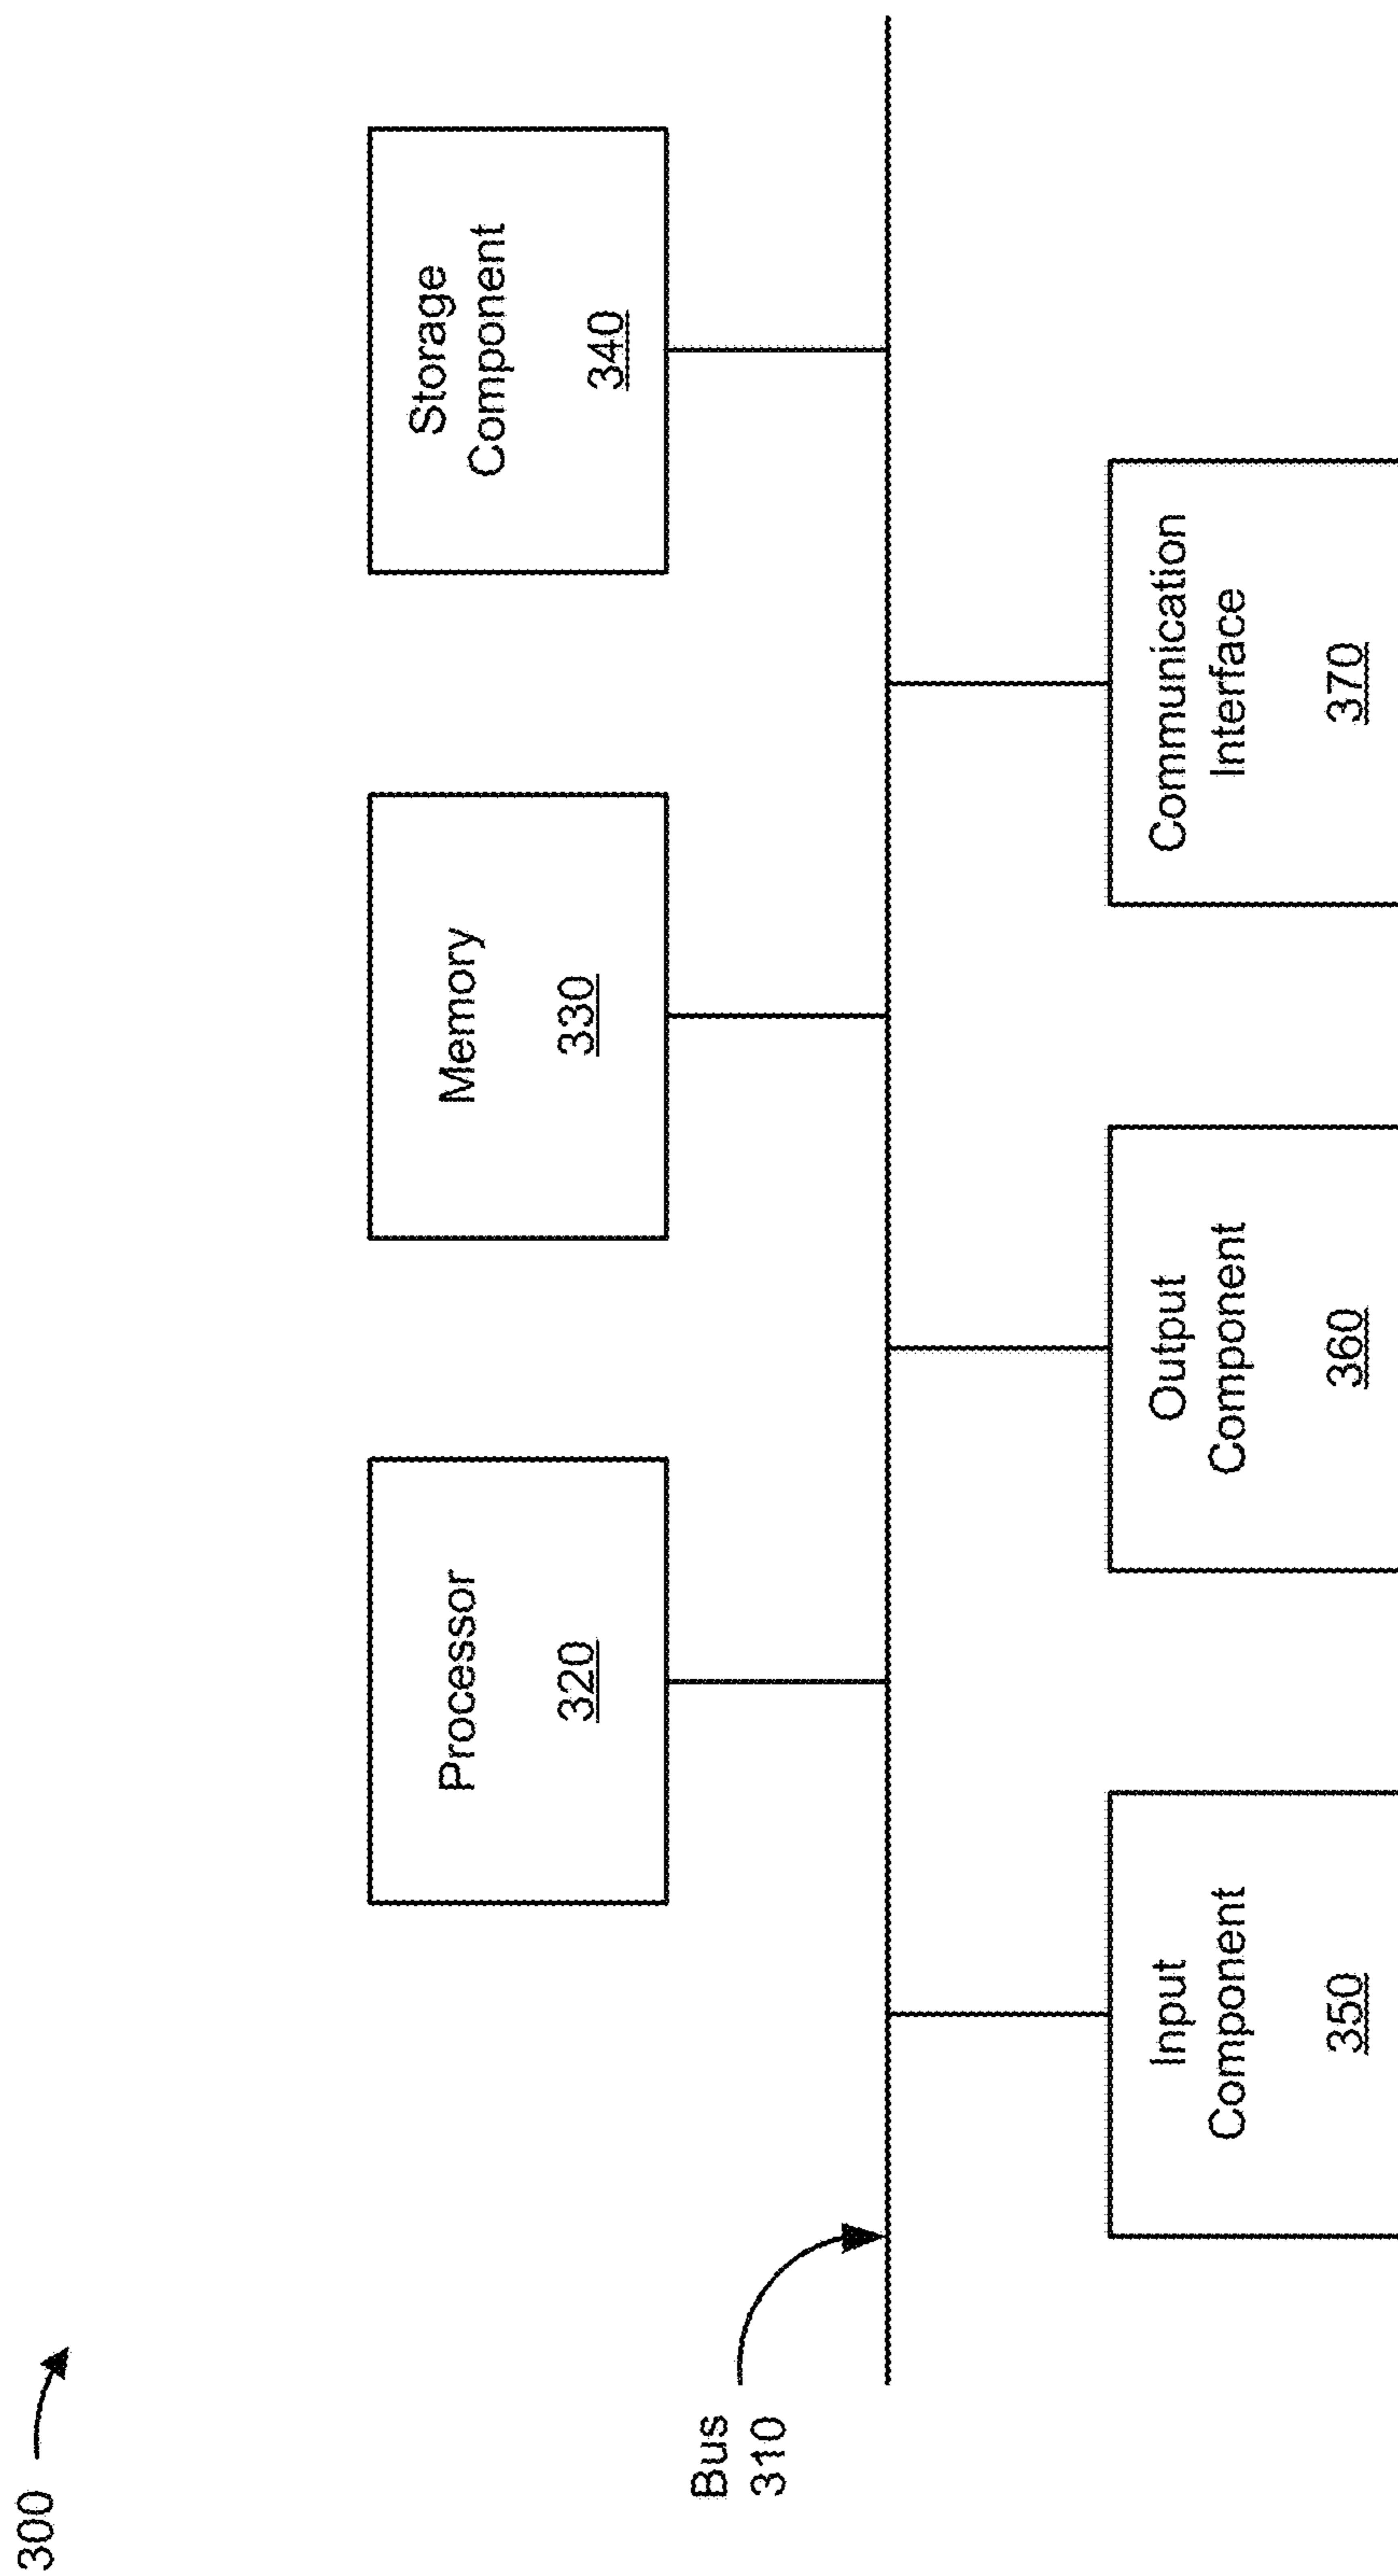 300
Bus
310
Processor
320
Memory
330
Storage
Component
340
Input
Component
350
Output
Component
360
Communication
Interface
370